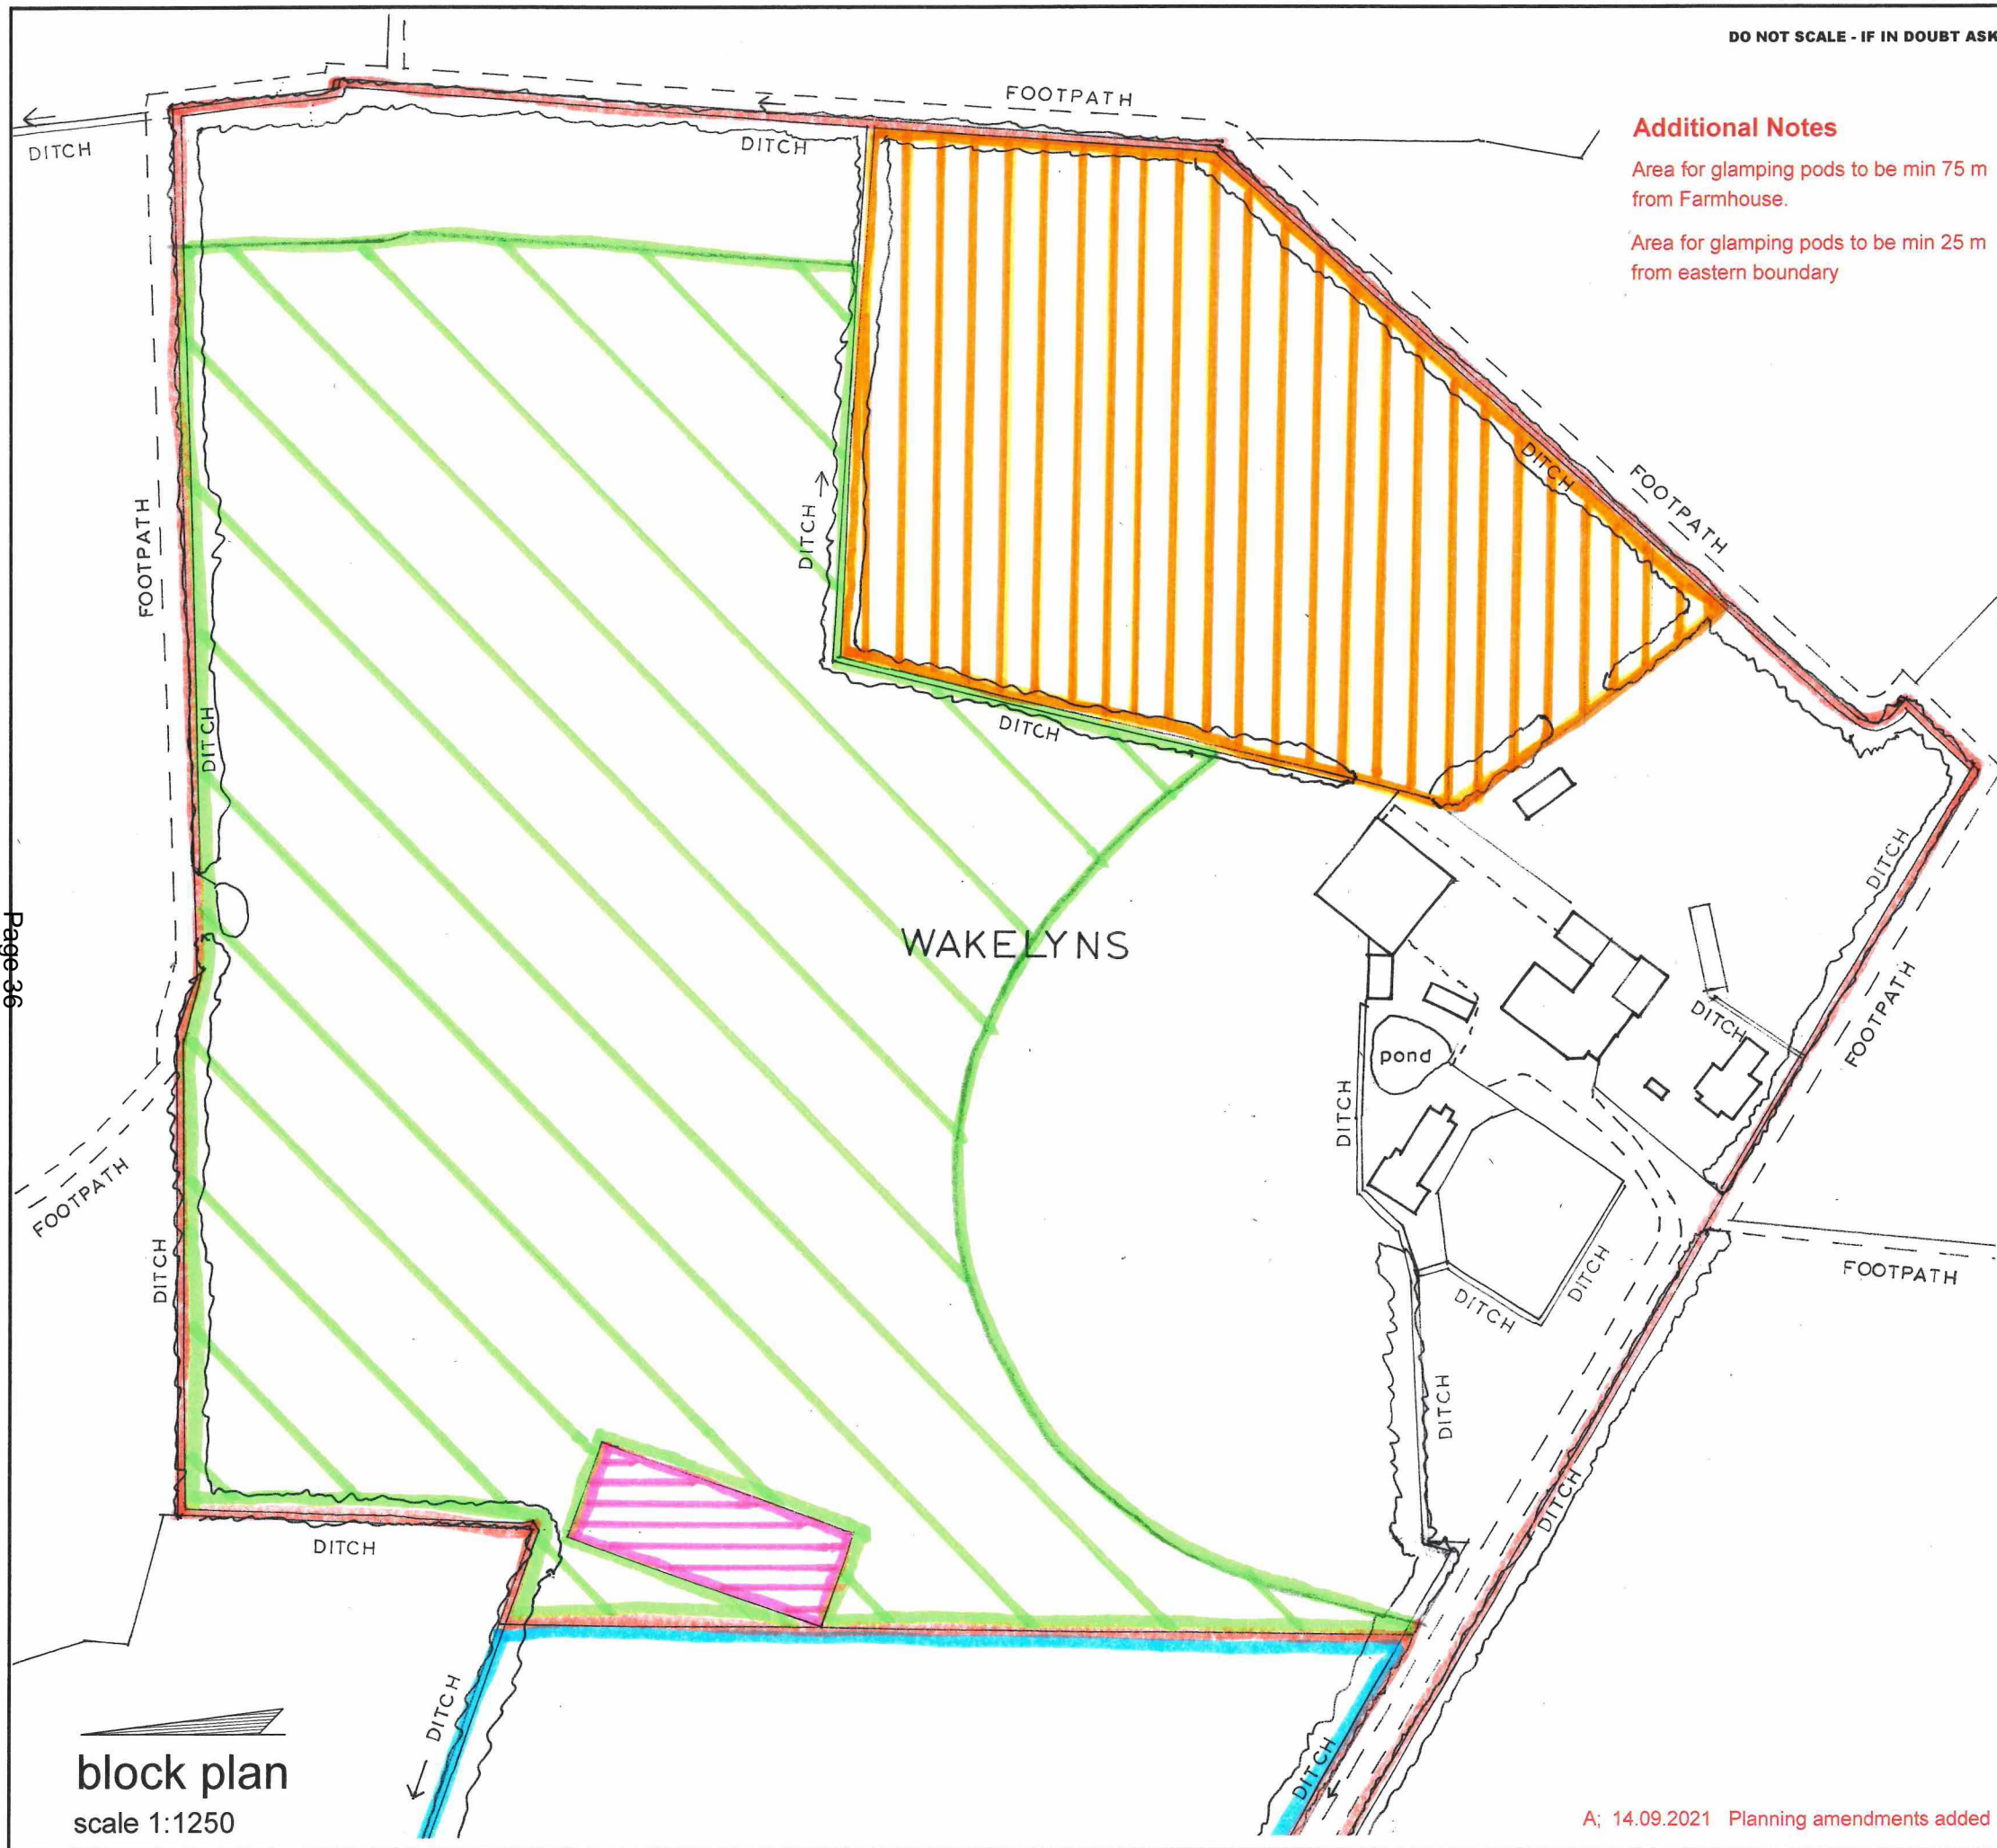 DO NOT SCALE - IF IN DOUBT ASK
FOOTPATH
DITCH
DITCH
Additional Notes
Area for glamping pods to be min 75 m
from Farmhouse.
Area for glamping pods to be min 25 m
from eastern boundary
DITCH
FOOTPATH
FOOTPATH
DITCH
DITCH
DITCH
DITCH
FOOTPATH
WAKELYNS
Page 36
DITCH
pond
DITCH
FOOTPATH
FOOTPATH
DITCH
DITCH
DITCH
FOOTPATH
DITCH
DITCH
DITCH
DITCH
DITCH
DITCH
block plan
scale 1:1250
A; 14.09.2021 Planning amendments added